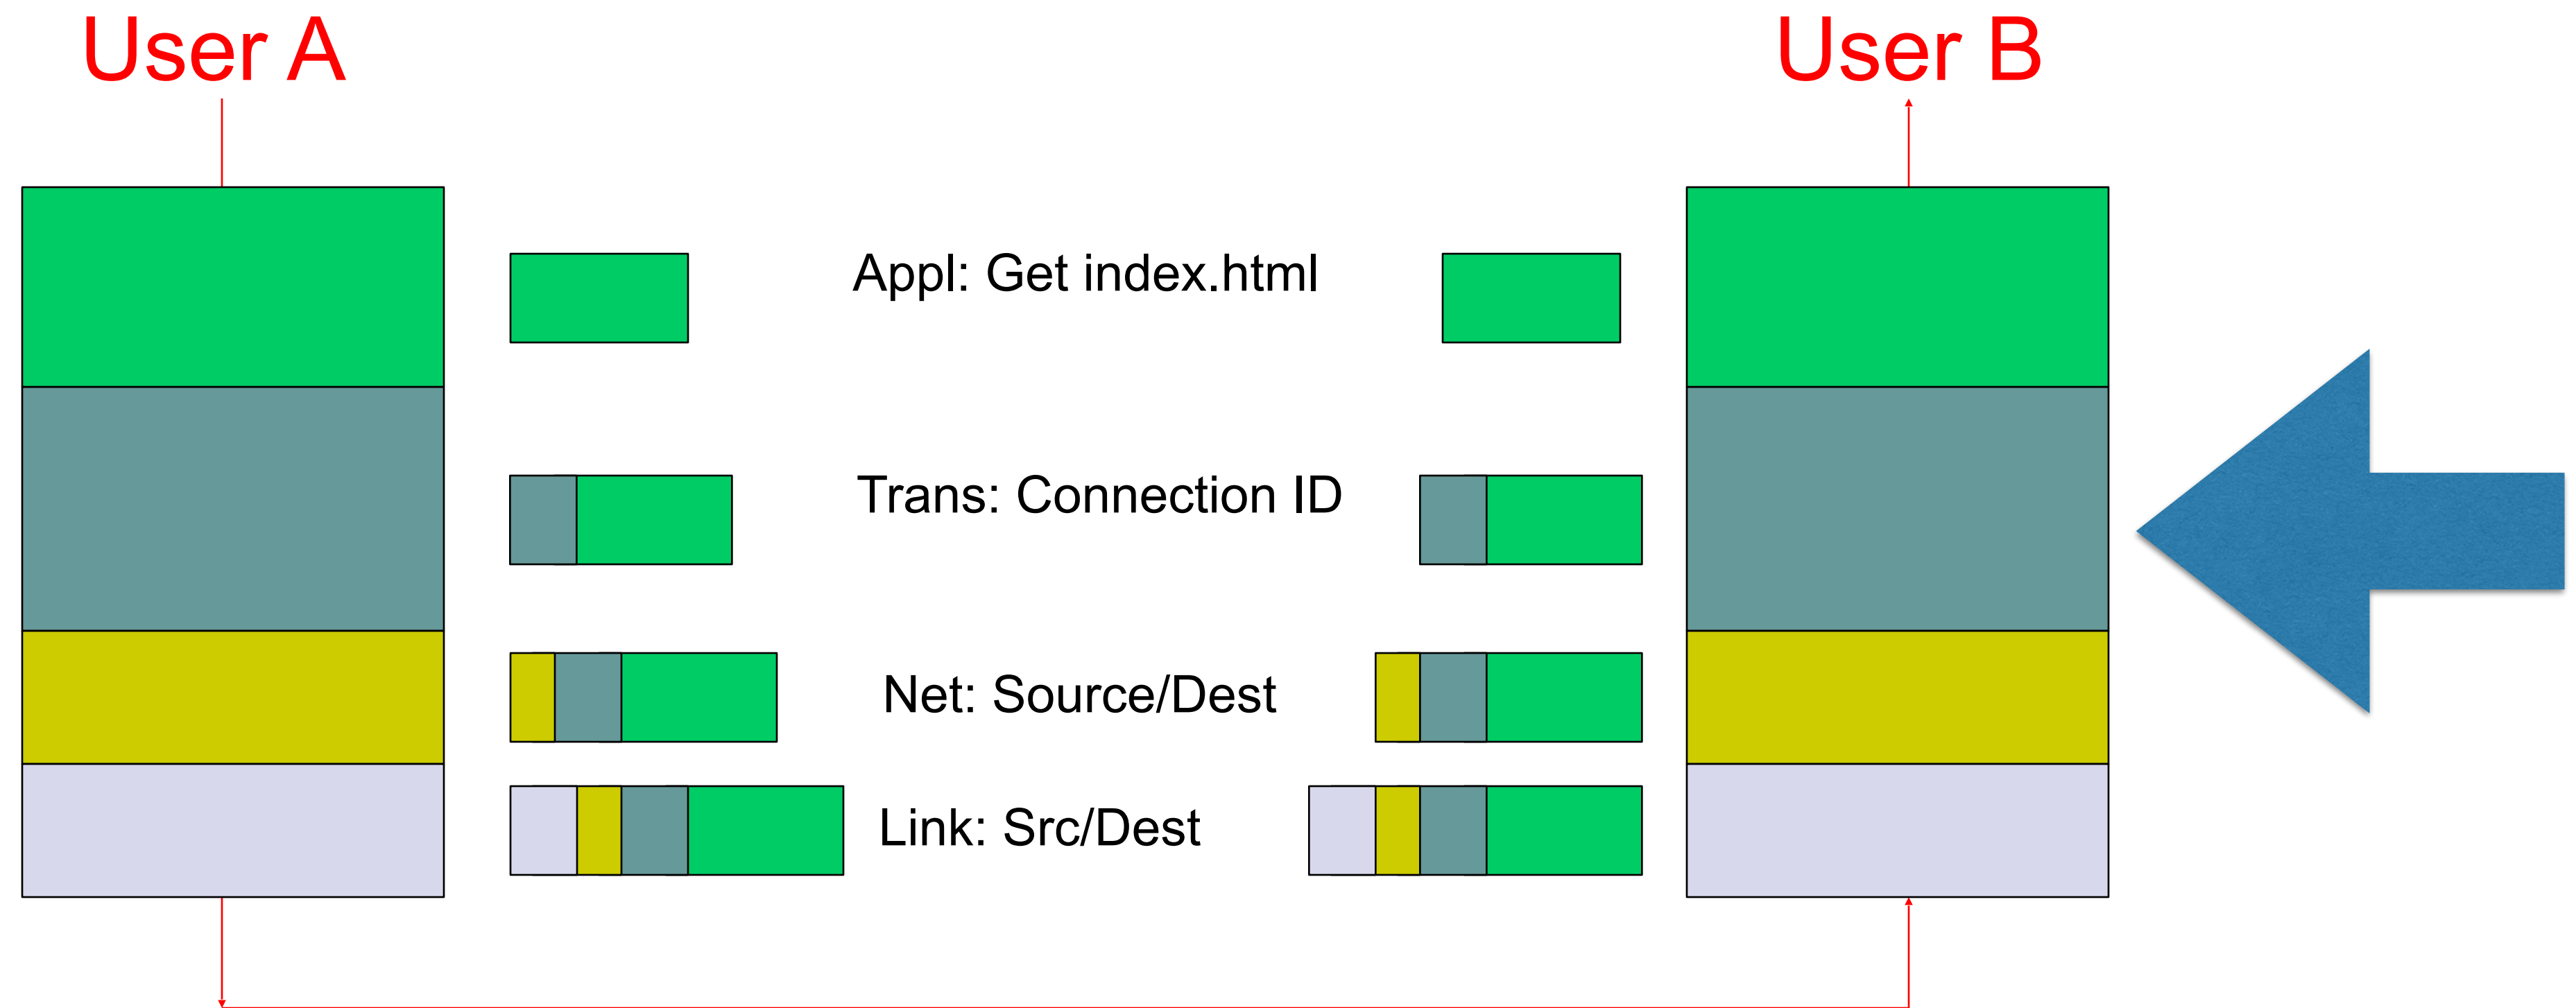 User A
User B
Appl: Get index.html
Trans: Connection ID
Net: Source/Dest
Link: Src/Dest